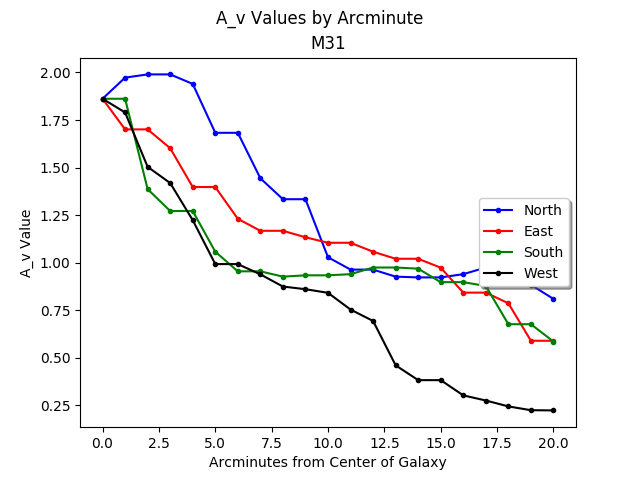 A_v Values by Arcminute
M31
2.00
1.75
1.50
1.25
1.00
0.75
0.50
0.25
A_v Value
North
East
South
West
0.0 2.5 5.0 7.5 10.0 12.5 15.0 17.5 20.0
Arcminutes from Center of Galaxy